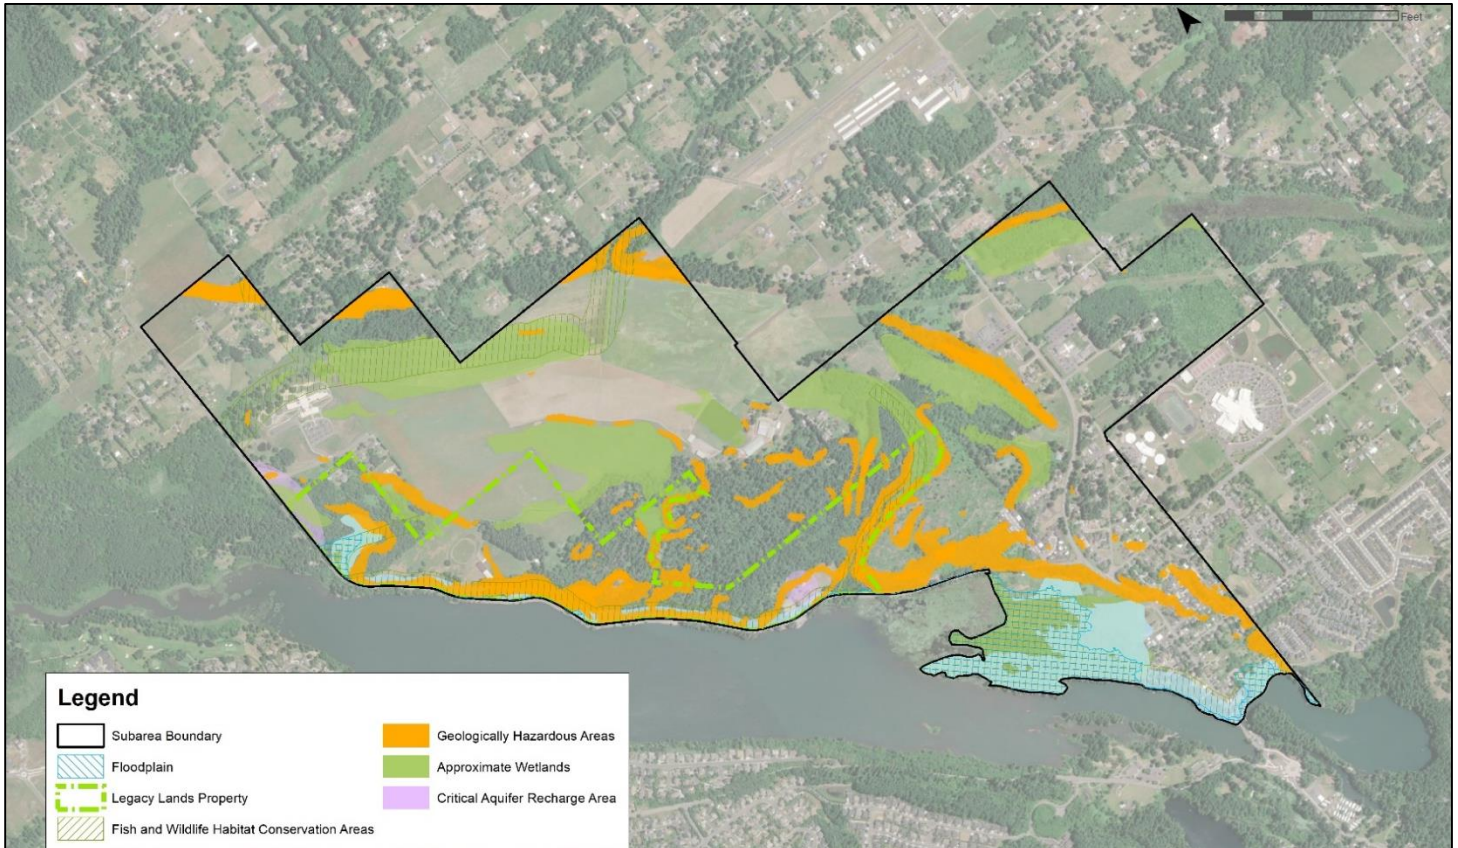 Feet
Legend
Subarea Boundary
Floodplain
Legacy Lands Property
Fish and Wildlife Habitat Conservation Areas
Geologically Hazardous Areas
Approximate Wetlands
Critical Aquifer Recharge Area